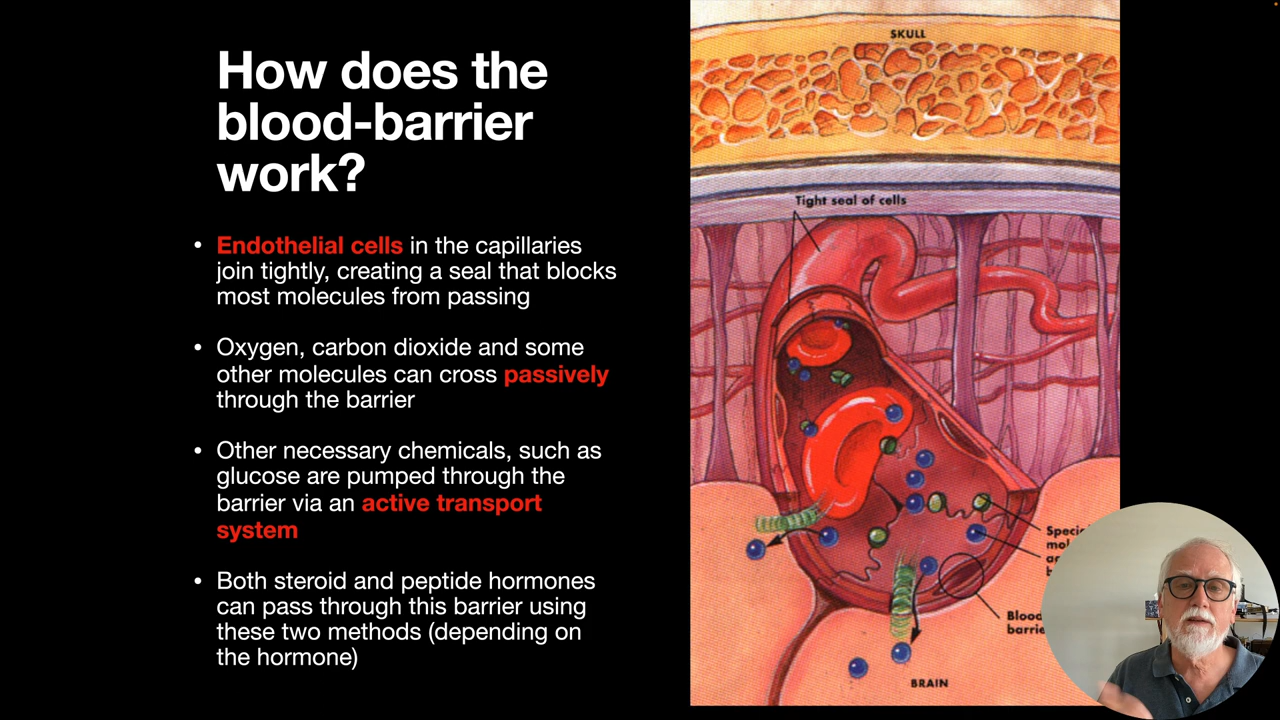 How does the
blood-barrier
work?
• Endothelial cells in the capillaries
join tightly, creating a seal that blocks
most molecules from passing
• Oxygen, carbon dioxide and some
other molecules can cross passively
through the barrier
• Other necessary chemicals, such as
glucose are pumped through the
barrier via an active transport
system
• Both steroid and peptide hormones
can pass through this barrier using
these two methods (depending on
the hormone)
SKULL
Tight seal of cells
Blood
barrie
BRAIN